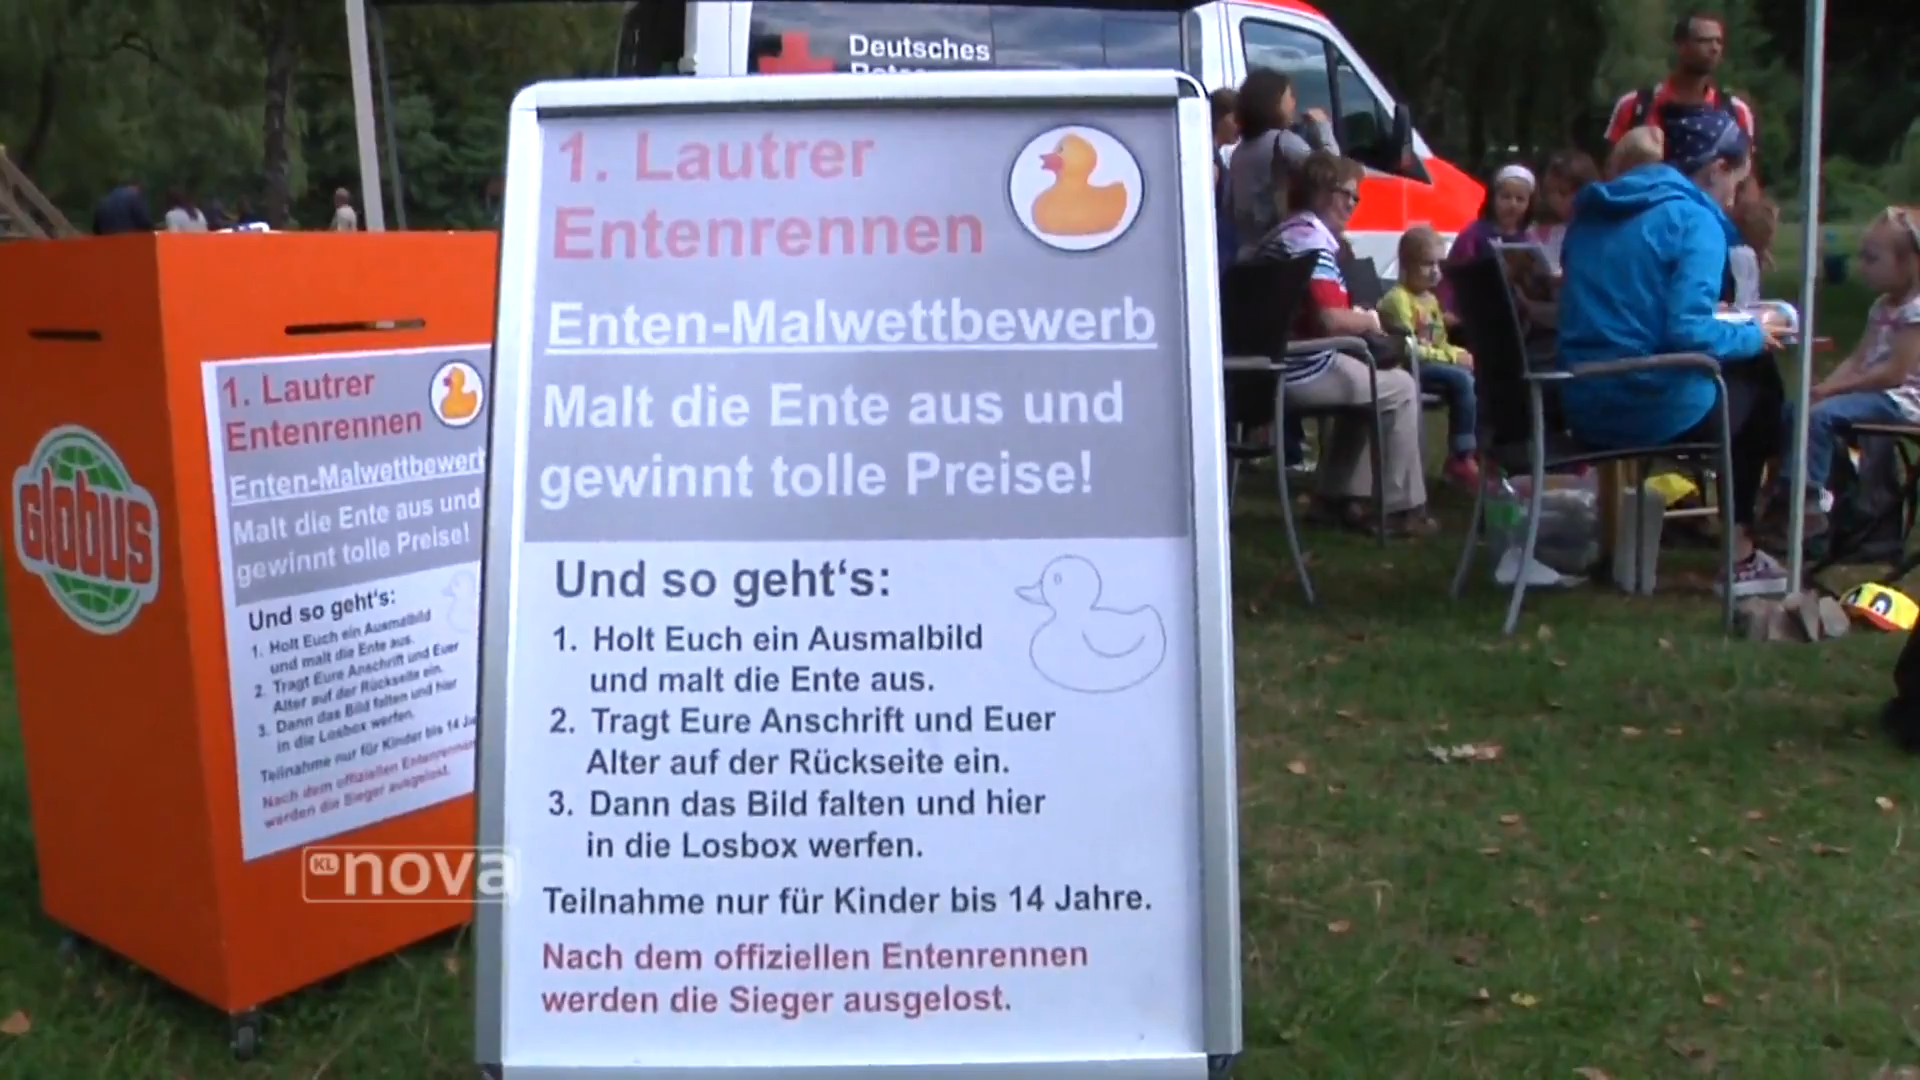 Deutsches
1. Lautrer
Entenrennen
Enten-Malwettbewerb
Malt die Ente aus und
gewinnt tolle Preise!
Und so geht‘s:
1. Holt Euch ein Ausmalbild
und malt die Ente aus.
2. Tragt Eure Anschrift und Euer
Alter auf der Rückseite ein.
3. Dann das Bild falten und hier
in die Losbox werfen.
Teilnahme nur für Kinder bis 14 Jahre.
Nach dem offiziellen Entenrennen
werden die Sieger ausgelost.
GLOBUS
1. Lautrer
Entenrennen
Enten-Malwettbewerb
Malt die Ente aus und
gewinnt tolle Preise!
Und so geht‘s:
1. Holt Euch ein Ausmalbild
und malt die Ente aus.
2. Tragt Eure Anschrift und Euer
Alter auf der Rückseite ein.
3. Dann das Bild falten und hier
in die Losbox werfen.
Teilnahme nur für Kinder bis 14
Nach dem offiziellen Entenrennen
werden die Sieger ausgelost.
KL nova